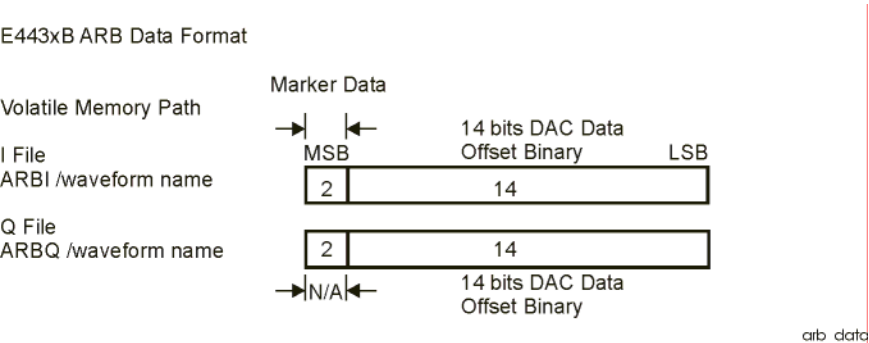 E443xB ARB Data Format
Marker Data
Volatile Memory Path
14 bits DAC Data
I File
MSB
Offset Binary
LSB
ARBI /waveform name
2
14
Q File
ARBQ /waveform name
2
14
N/A
14 bits DAC Data
Offset Binary
arb data